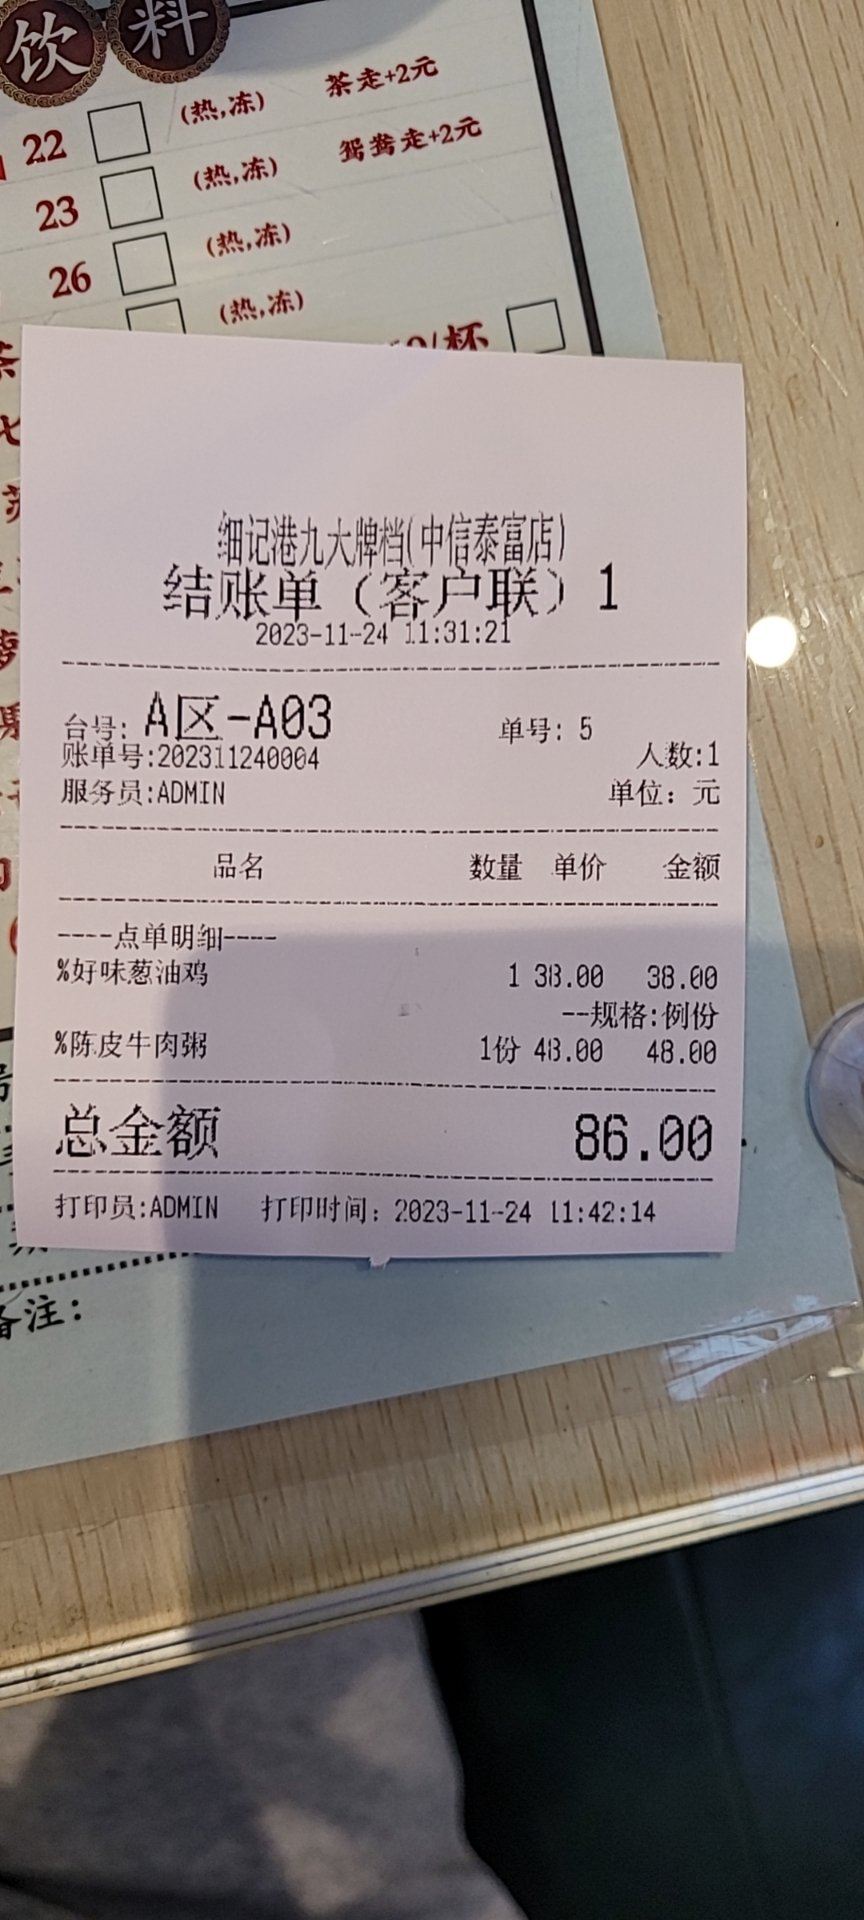 饮料
22 (热,冻) 茶走+2元
23 (热,冻) 鸳鸯走+2元
26 (热,冻)
(热,冻)
/杯
细记港九大牌档(中信泰富店)
结账单（客户联）1
2023-11-24 11:31:21
台号: A区-A03 单号: 5
账单号:202311240004 人数:1
服务员:ADMIN 单位: 元
品名 数量 单价 金额
----点单明细----
%好味葱油鸡 1 38.00 38.00
--规格:例份
%陈皮牛肉粥 1份 48.00 48.00
总金额 86.00
打印员:ADMIN 打印时间: 2023-11-24 11:42:14
备注: